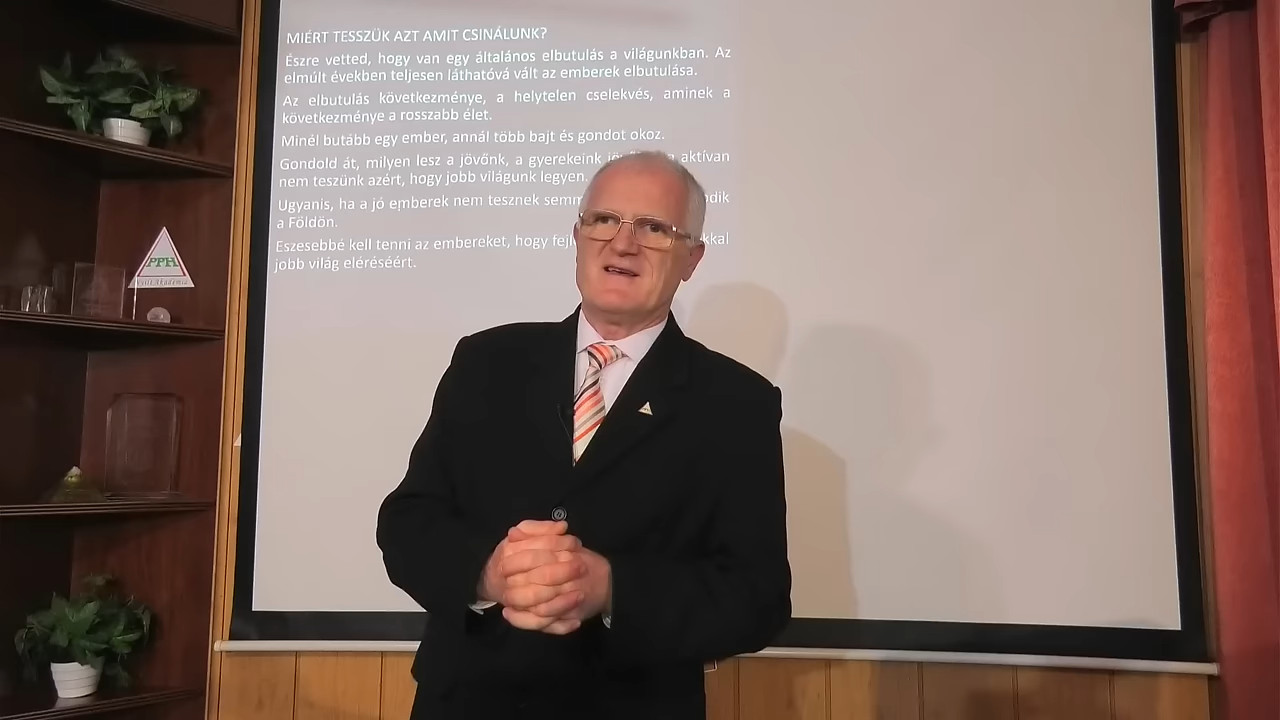 MIÉRT TESSZÜK AZT AMIT CSINÁLUNK?
Észre vetted, hogy van egy általános elbutulás a világunkban. Az
elmúlt években teljesen láthatóvá vált az emberek elbutulása.
Az elbutulás következménye, a helytelen cselekvés, aminek a
következménye a rosszabb élet.
Minél butább egy ember, annál több bajt és gondot okoz.
Gondold át, milyen lesz a jövőnk, a gyerekeink aktívan
nem teszünk azért, hogy jobb világunk legyen.
Ugyanis, ha a jó emberek nem tesznek
a Földön.
Eszesebbé kell tenni az embereket, hogy
jobb világ eléréséért.
PPH
Nyílt Akadémia